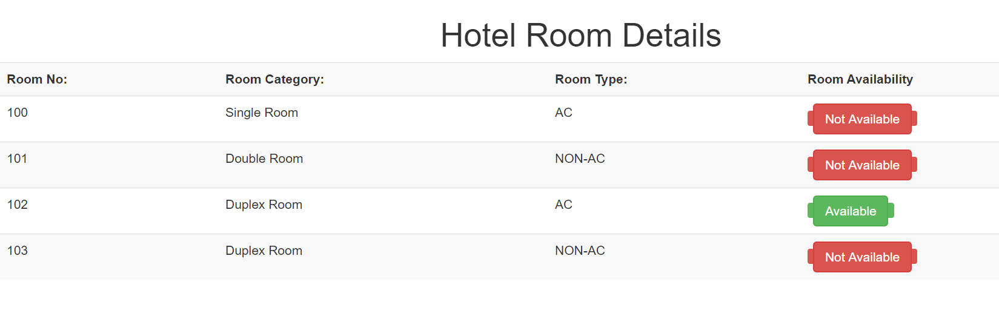 Hotel Room Details
Room No: Room Category: Room Type: Room Availability
100 Single Room AC Not Available
101 Double Room NON-AC Not Available
102 Duplex Room AC Available
103 Duplex Room NON-AC Not Available